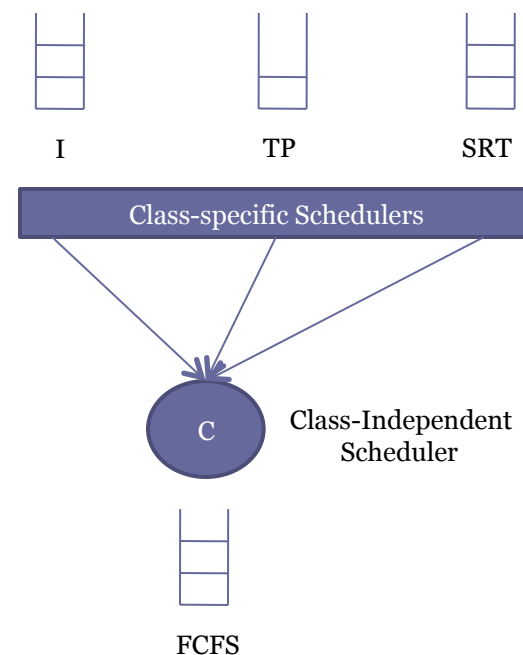 I
TP
SRT
Class-specific Schedulers
C
Class-Independent
Scheduler
FCFS